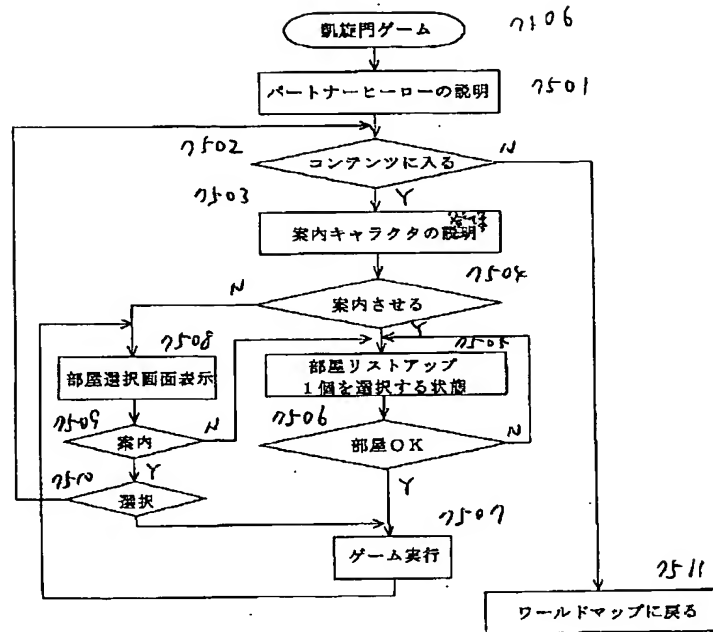 凱旋門ゲーム
7106
パートナーヒーローの説明
7501
7502
コンテンツに入る
N
7503
Y
案内キャラクタの説明
7504
N
案内させる
Y
7508
7505
部屋選択画面表示
部屋リストアップ
1個を選択する状態
7509
7506
案内
N
部屋OK
N
7510
Y
Y
選択
7507
ゲーム実行
7511
ワールドマップに戻る